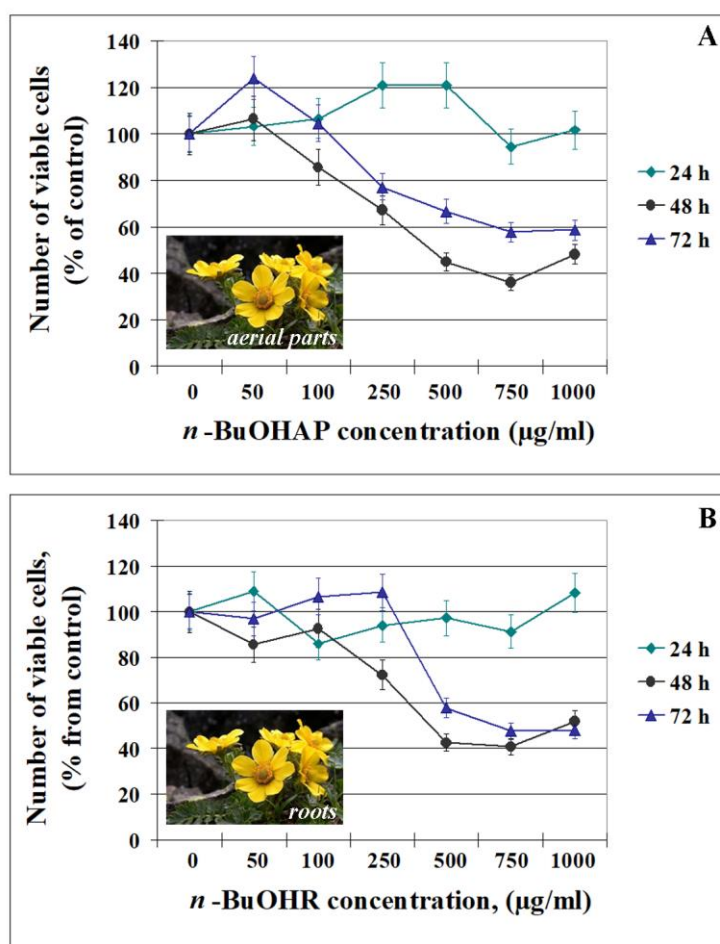 A
140
120
100
80
60
40
20
0
Number of viable cells
(% of control)
24 h
48 h
72 h
aerial parts
0 50 100 250 500 750 1000
n-BuOHAP concentration (µg/ml)
B
140
120
100
80
60
40
20
0
Number of viable cells,
(% from control)
24 h
48 h
72 h
roots
0 50 100 250 500 750 1000
n-BuOHR concentration, (µg/ml)